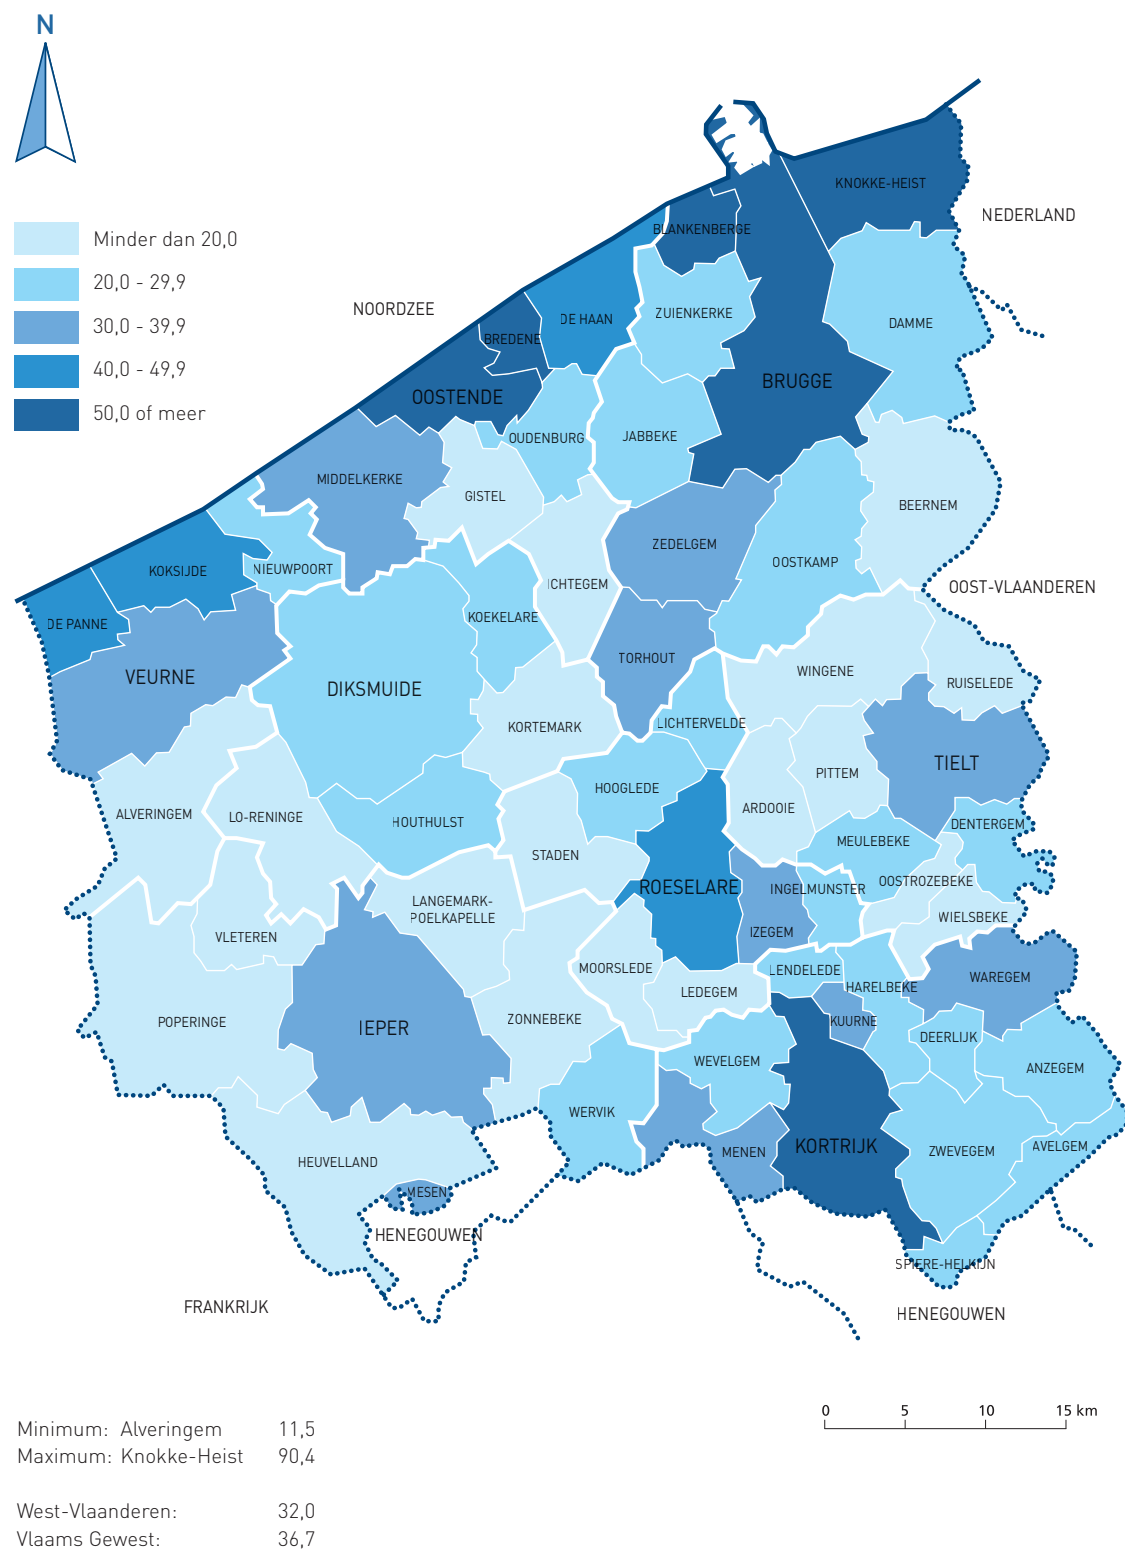 N
Minder dan 20,0
20,0 - 29,9
30,0 - 39,9
40,0 - 49,9
50,0 of meer
KNOKKE-HEIST
NEDERLAND
BLANKENBERGE
NOORDZEE
ZUIENKERKE
DE HAAN
DAMME
BREDENE
BRUGGE
OOSTENDE
OUDENBURG
JABBEKE
MIDDELKERKE
GISTEL
BEERNEM
ZEDELGEM
OOSTKAMP
KOKSIJDE
NIEUWPOORT
ICHTEGEM
OOST-VLAANDEREN
DE PANNE
KOEKELARE
TORHOUT
VEURNE
DIKSMUIDE
WINGENE
RUISELEDE
KORTEMARK
LICHTERVELDE
TIELT
PITTEM
HOOGLEDE
ARDOOIE
ALVERINGEM
LO-RENINGE
HOUTHULST
DENTERGEM
MEULEBEKE
STADEN
ROESELARE
INGELMUNSTER
OOSTROZEBEKE
LANGEMARK-
POELKAPELLE
WIELSBEKE
VLETEREN
IZEGEM
MOORSLEDE
LENDELEDE
WAREGEM
LEDEGEM
HARELBEKE
POPERINGE
IEPER
ZONNEBEKE
KUURNE
DEERLIJK
WEVELGEM
ANZEGEM
WERVIK
KORTRIJK
AVELGEM
MENEN
ZWEVEGEM
HEUVELLAND
MESEN
HENEGOUWEN
SPIERE-HELKIJN
FRANKRIJK
HENEGOUWEN
0 5 10 15 km
Minimum: Alveringem 11,5
Maximum: Knokke-Heist 90,4
West-Vlaanderen: 32,0
Vlaams Gewest: 36,7